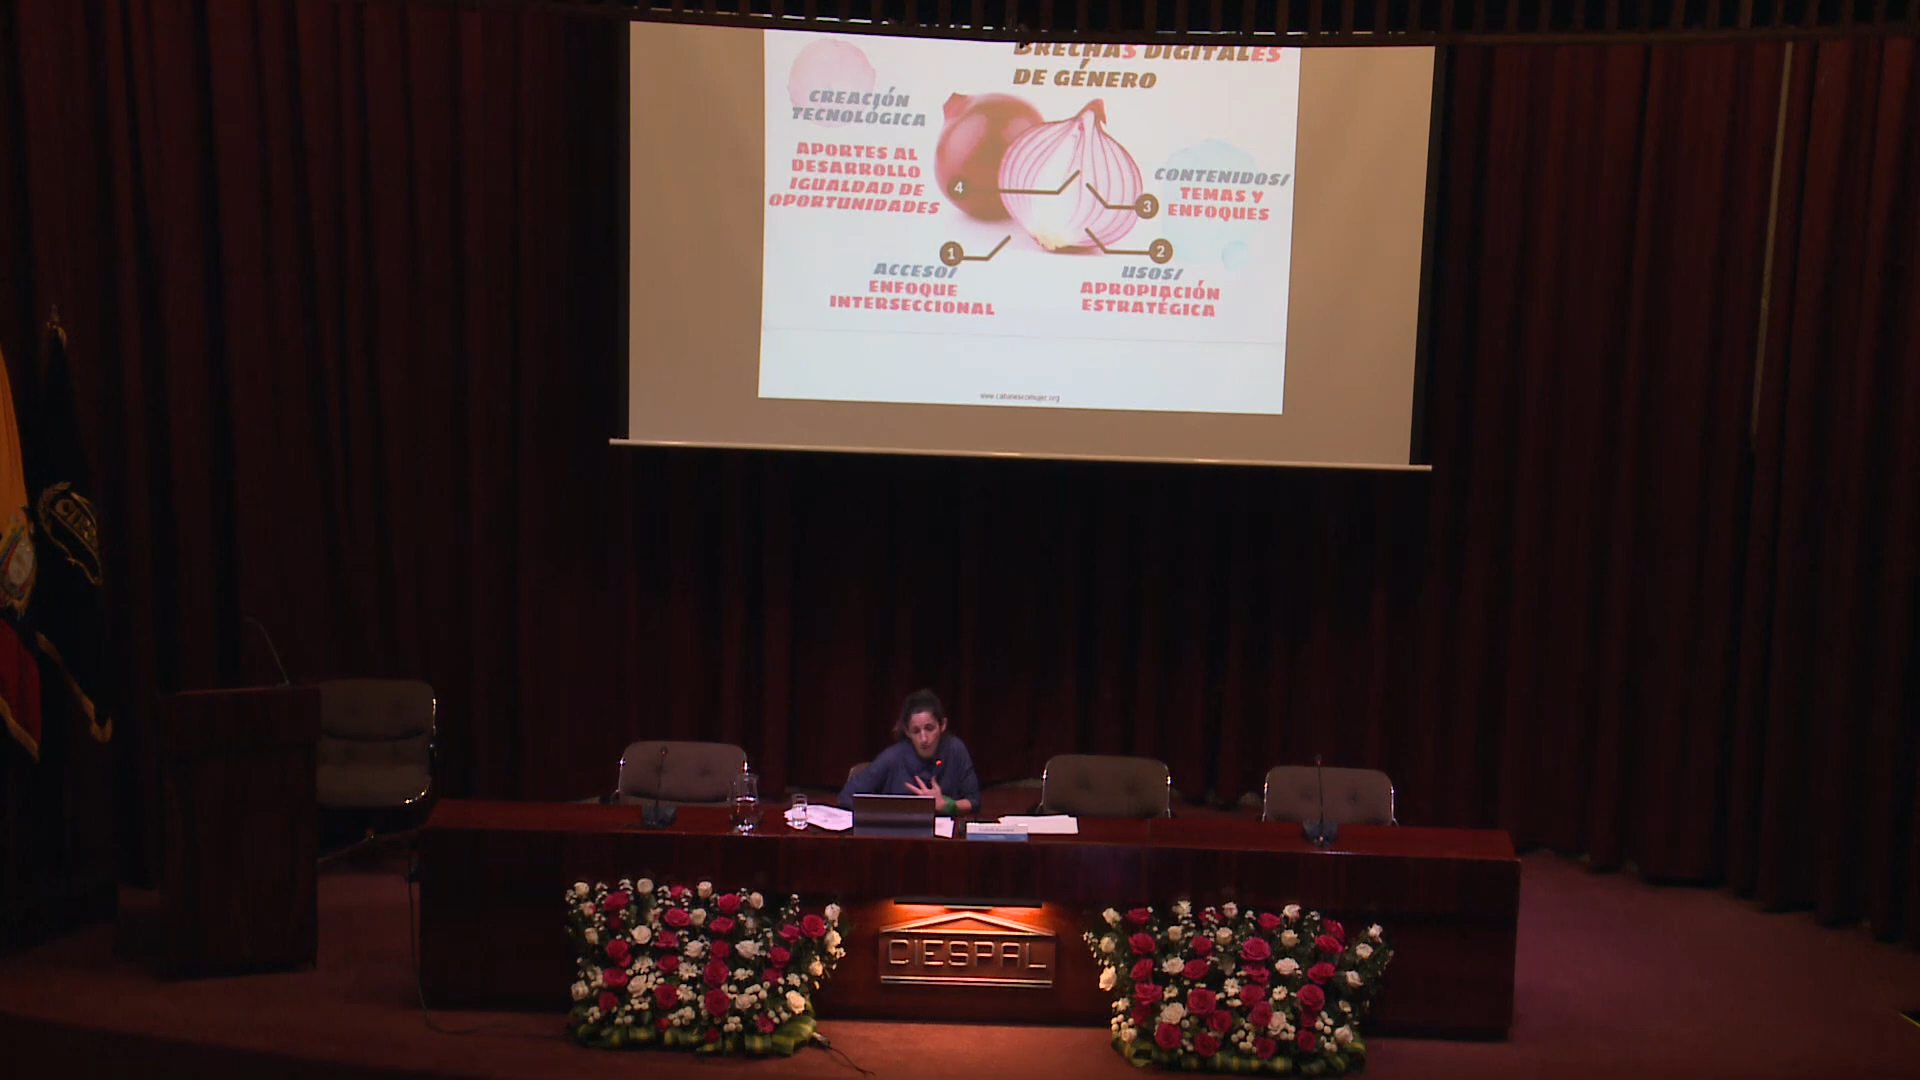 BRECHAS DIGITALES
DE GÉNERO
CREACIÓN
TECNOLÓGICA
APORTES AL
DESARROLLO
IGUALDAD DE
OPORTUNIDADES
4
3
CONTENIDOS/
TEMAS Y
ENFOQUES
1
ACCESO/
ENFOQUE
INTERSECCIONAL
2
USOS/
APROPIACIÓN
ESTRATÉGICA
CIESPAL